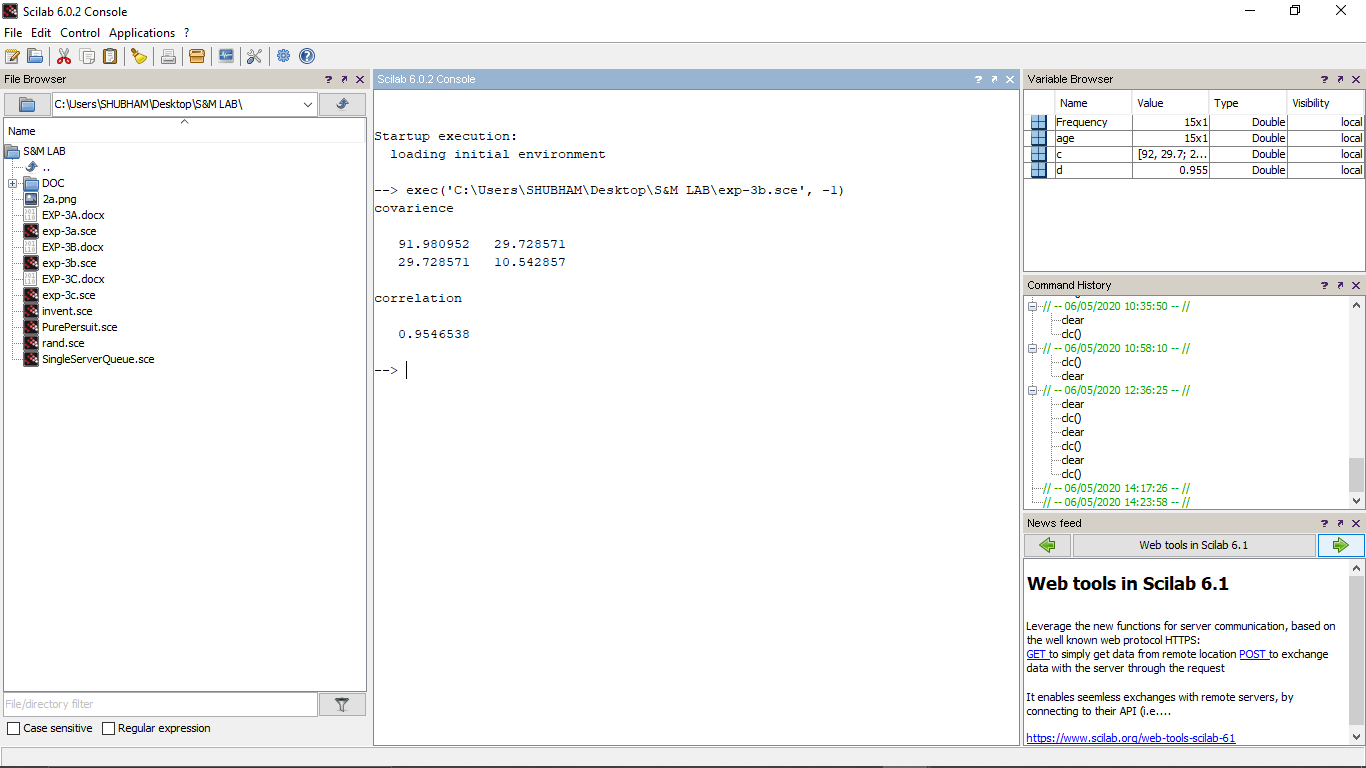 Scilab 6.0.2 Console
File Edit Control Applications ?
File Browser
C:\Users\SHUBHAM\Desktop\S&M LAB\
Name
S&M LAB
..
DOC
2a.png
EXP-3A.docx
exp-3a.sce
EXP-3B.docx
exp-3b.sce
EXP-3C.docx
exp-3c.sce
invent.sce
PurePersuit.sce
rand.sce
SingleServerQueue.sce
File/directory filter
Case sensitive Regular expression
Scilab 6.0.2 Console
Startup execution:
loading initial environment
--> exec('C:\Users\SHUBHAM\Desktop\S&M LAB\exp-3b.sce', -1)
covarience
91.980952 29.728571
29.728571 10.542857
correlation
0.9546538
-->
Variable Browser
Name Value Type Visibility
Frequency 15x1 Double local
age 15x1 Double local
c [92, 29.7; 2... Double local
d 0.955 Double local
Command History
// -- 06/05/2020 10:35:50 -- //
clear
clc()
// -- 06/05/2020 10:58:10 -- //
clc()
clear
// -- 06/05/2020 12:36:25 -- //
clear
clc()
clear
clc()
clear
clc()
// -- 06/05/2020 14:17:26 -- //
// -- 06/05/2020 14:23:58 -- //
News feed
Web tools in Scilab 6.1
Web tools in Scilab 6.1
Leverage the new functions for server communication, based on
the well known web protocol HTTPS:
GET to simply get data from remote location POST to exchange
data with the server through the request
It enables seemless exchanges with remote servers, by
connecting to their API (i.e....
https://www.scilab.org/web-tools-scilab-61